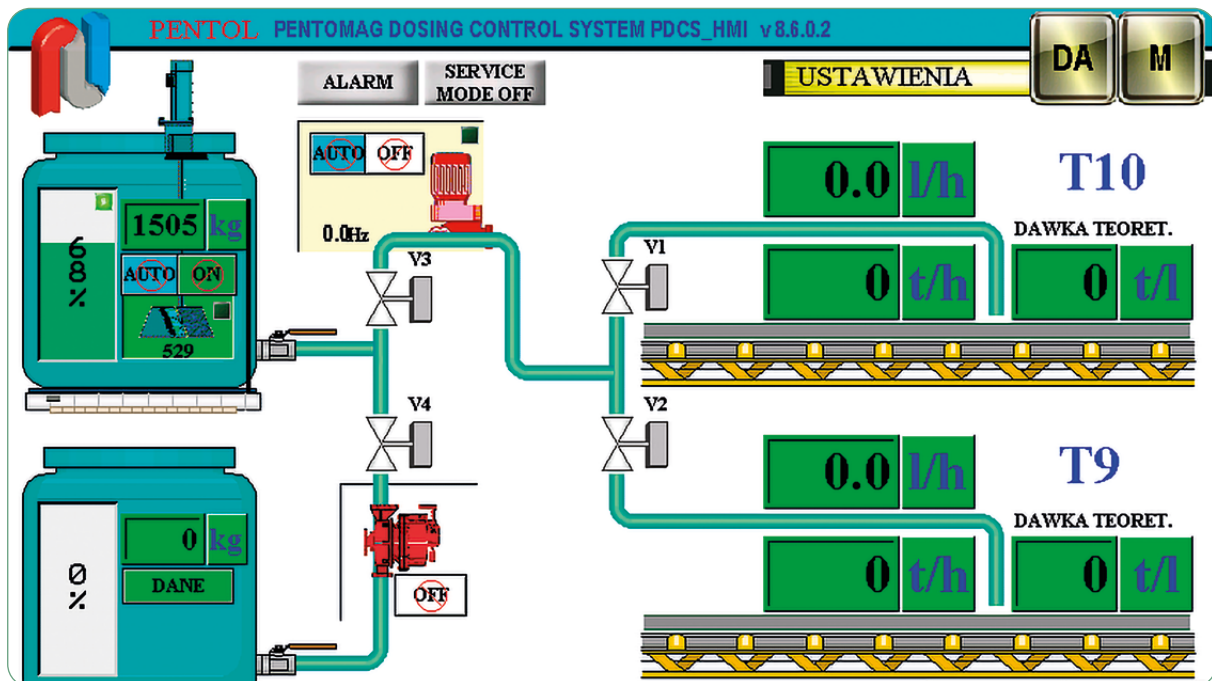 PENTOL PENTOMAG DOSING CONTROL SYSTEM PDCS_HMI v 8.6.0.2
DA M
ALARM
SERVICE
MODE OFF
USTAWIENIA
AUTO OFF
0.0Hz
68%
1505 kg
AUTO ON
529
V3
V1
0.0 l/h
T10
DAWKA TEORET.
0 t/h
0 t/l
V4
V2
0.0 l/h
T9
DAWKA TEORET.
0 t/h
0 t/l
0%
0 kg
DANE
OFF